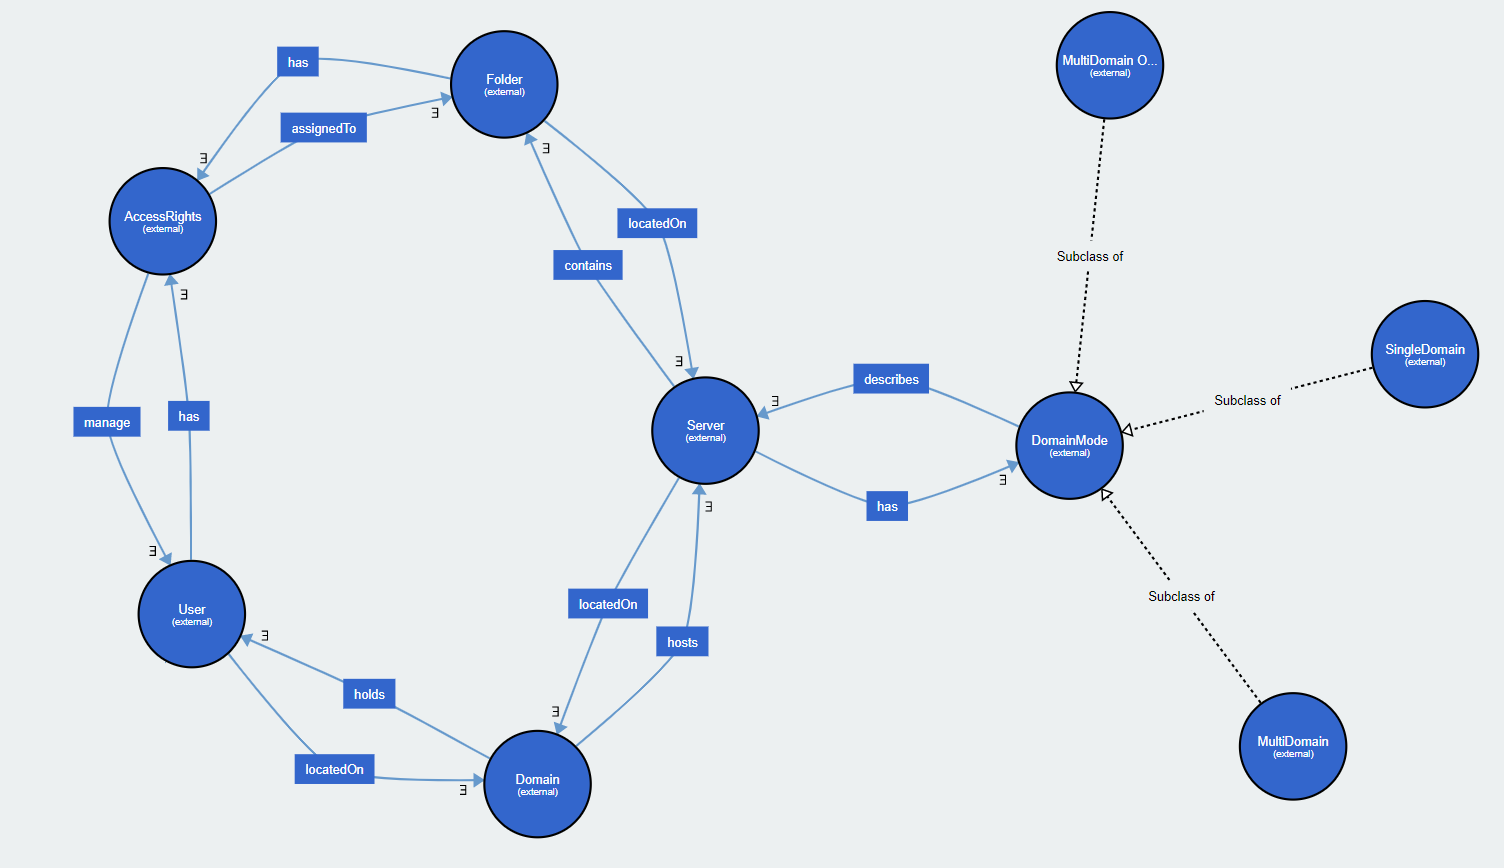 MultiDomain O...
(external)
has
Folder
(external)
∃
assignedTo
∃
∃
AccessRights
(external)
locatedOn
contains
Subclass of
∃
SingleDomain
(external)
∃
describes
∃
Subclass of
manage
has
Server
(external)
DomainMode
(external)
∃
has
∃
∃
Subclass of
locatedOn
User
(external)
∃
hosts
holds
∃
MultiDomain
(external)
locatedOn
Domain
(external)
∃